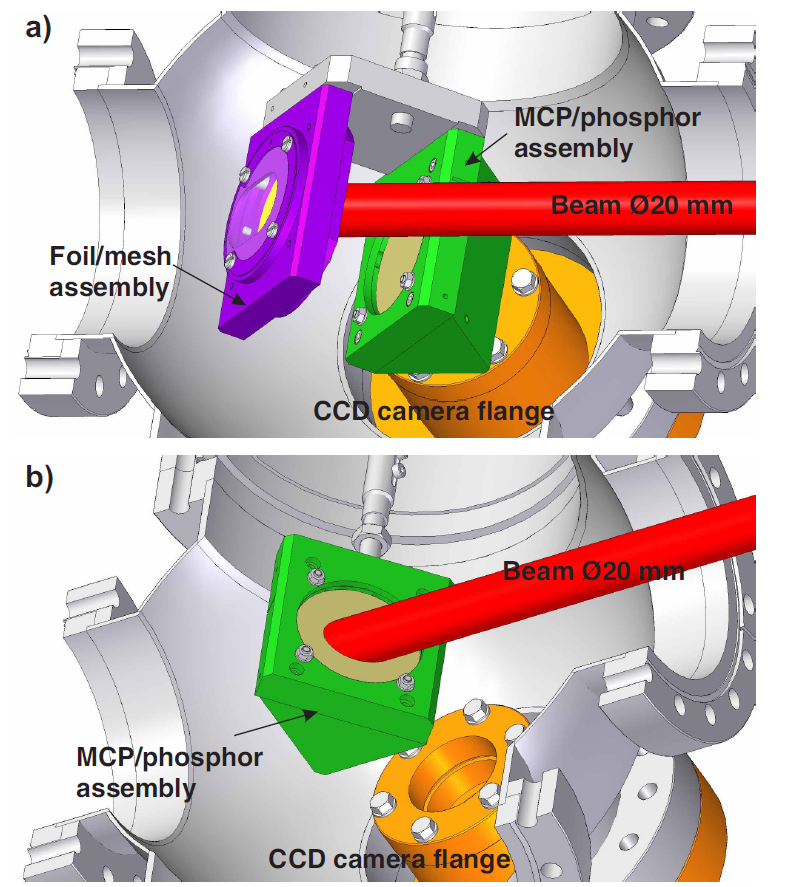 a)
MCP/phosphor
assembly
Beam Ø20 mm
Foil/mesh
assembly
CCD camera flange
b)
Beam Ø20 mm
MCP/phosphor
assembly
CCD camera flange